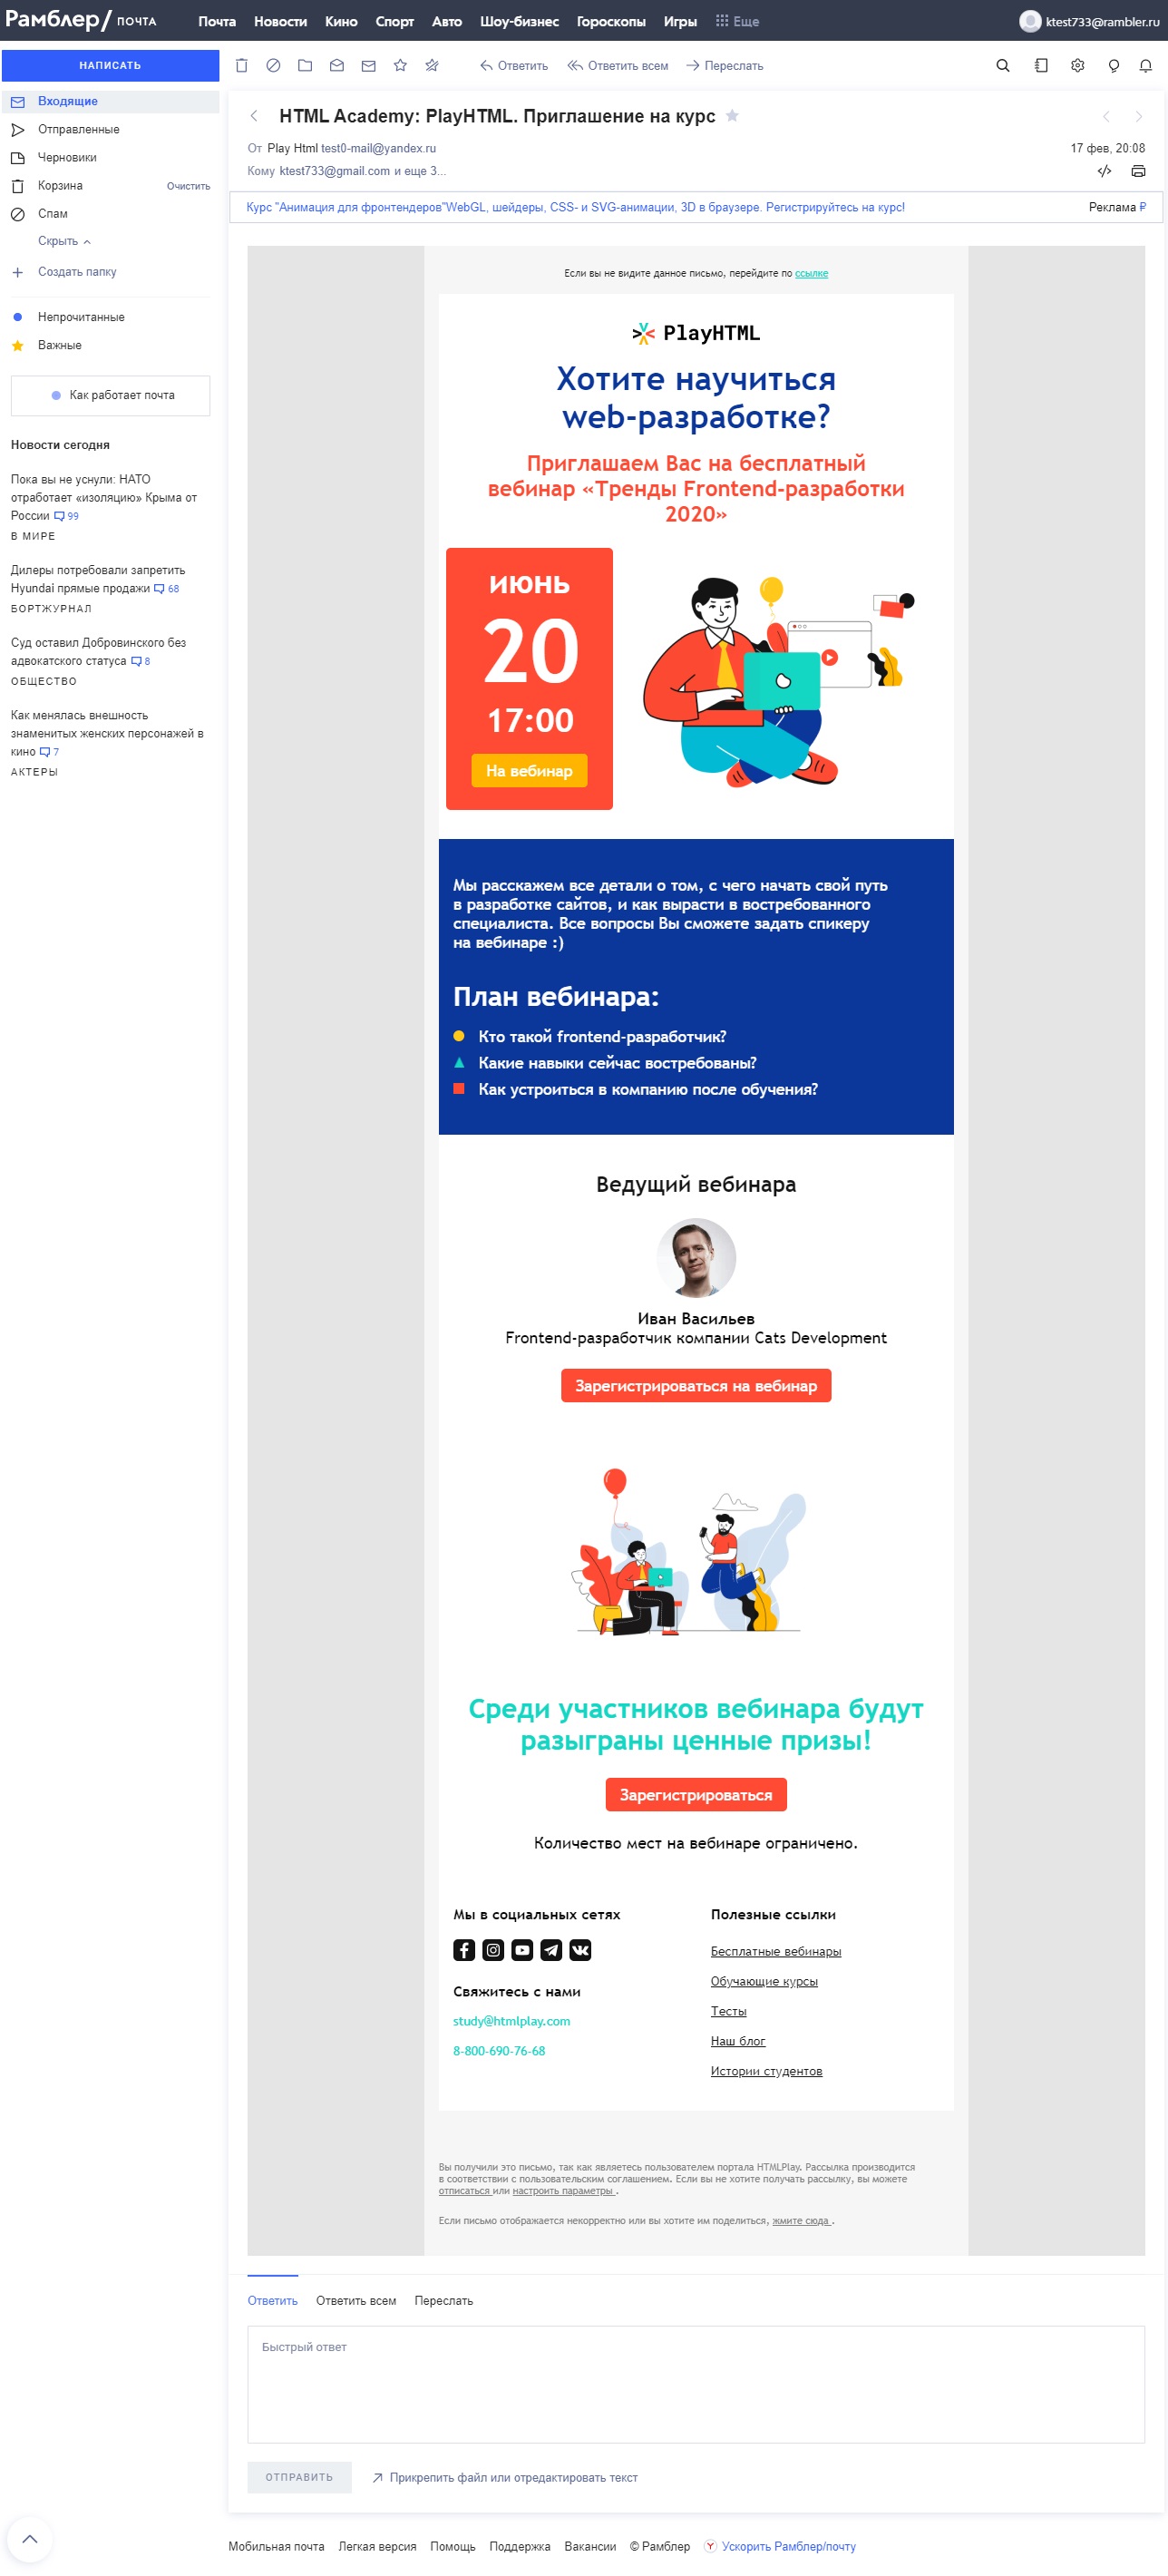 Рамблер/ ПОЧТА
Почта Новости Кино Спорт Авто Шоу-бизнес Гороскопы Игры Еще
ktest733@rambler.ru
НАПИСАТЬ
Ответить Ответить всем Переслать
Входящие
Отправленные
Черновики
Корзина Очистить
Спам
Скрыть
Создать папку
Непрочитанные
Важные
Как работает почта
Новости сегодня
Пока вы не уснули: НАТО
отработает «изоляцию» Крыма от
России 99
В МИРЕ
Дилеры потребовали запретить
Hyundai прямые продажи 68
БОРТЖУРНАЛ
Суд оставил Добровинского без
адвокатского статуса 8
ОБЩЕСТВО
Как менялась внешность
знаменитых женских персонажей в
кино 7
АКТЕРЫ
HTML Academy: PlayHTML. Приглашение на курс
От Play Html test0-mail@yandex.ru
17 фев, 20:08
Кому ktest733@gmail.com и еще 3...
Курс "Анимация для фронтендеров"WebGL, шейдеры, CSS- и SVG-анимации, 3D в браузере. Регистрируйтесь на курс!
Реклама ₽
Если вы не видите данное письмо, перейдите по ссылке
PlayHTML
Хотите научиться
web-разработке?
Приглашаем Вас на бесплатный
вебинар «Тренды Frontend-разработки
2020»
июнь
20
17:00
На вебинар
Мы расскажем все детали о том, с чего начать свой путь
в разработке сайтов, и как вырасти в востребованного
специалиста. Все вопросы Вы сможете задать спикеру
на вебинаре :)
План вебинара:
Кто такой frontend-разработчик?
Какие навыки сейчас востребованы?
Как устроиться в компанию после обучения?
Ведущий вебинара
Иван Васильев
Frontend-разработчик компании Cats Development
Зарегистрироваться на вебинар
Среди участников вебинара будут
разыграны ценные призы!
Зарегистрироваться
Количество мест на вебинаре ограничено.
Мы в социальных сетях
Свяжитесь с нами
study@htmlplay.com
8-800-690-76-68
Полезные ссылки
Бесплатные вебинары
Обучающие курсы
Тесты
Наш блог
Истории студентов
Вы получили это письмо, так как являетесь пользователем портала HTMLPlay. Рассылка производится
в соответствии с пользовательским соглашением. Если вы не хотите получать рассылку, вы можете
отписаться или настроить параметры .
Если письмо отображается некорректно или вы хотите им поделиться, жмите сюда .
Ответить Ответить всем Переслать
Быстрый ответ
ОТПРАВИТЬ
Прикрепить файл или отредактировать текст
Мобильная почта Легкая версия Помощь Поддержка Вакансии © Рамблер Ускорить Рамблер/почту